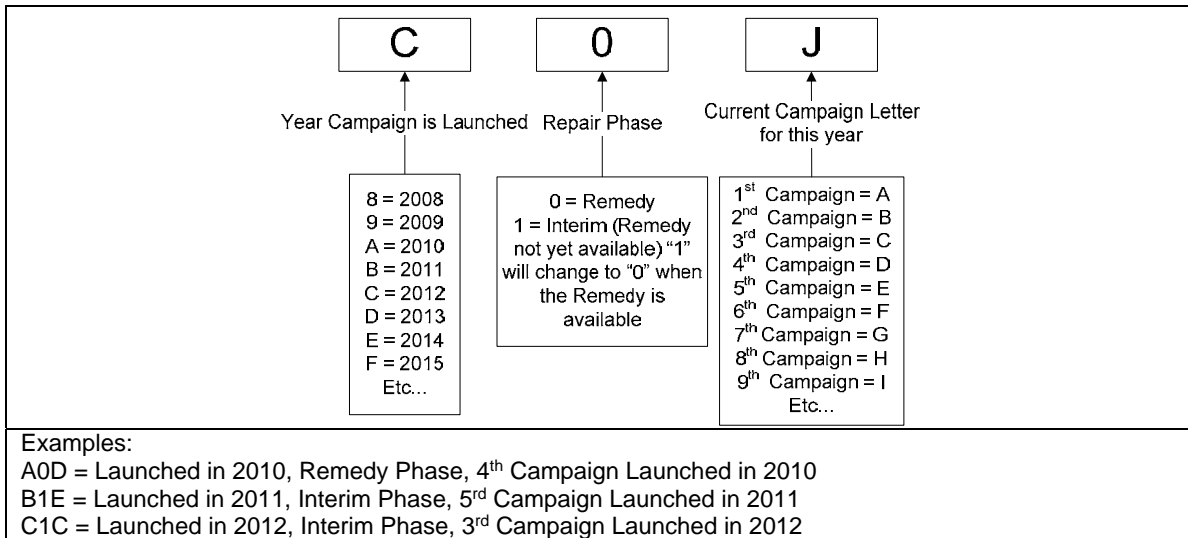 C 0 J
Year Campaign is Launched
Repair Phase
Current Campaign Letter
for this year
8 = 2008
9 = 2009
A = 2010
B = 2011
C = 2012
D = 2013
E = 2014
F = 2015
Etc...
0 = Remedy
1 = Interim (Remedy
not yet available) “1”
will change to “0” when
the Remedy is
available
1st Campaign = A
2nd Campaign = B
3rd Campaign = C
4th Campaign = D
5th Campaign = E
6th Campaign = F
7th Campaign = G
8th Campaign = H
9th Campaign = I
Etc...
Examples:
A0D = Launched in 2010, Remedy Phase, 4th Campaign Launched in 2010
B1E = Launched in 2011, Interim Phase, 5rd Campaign Launched in 2011
C1C = Launched in 2012, Interim Phase, 3rd Campaign Launched in 2012